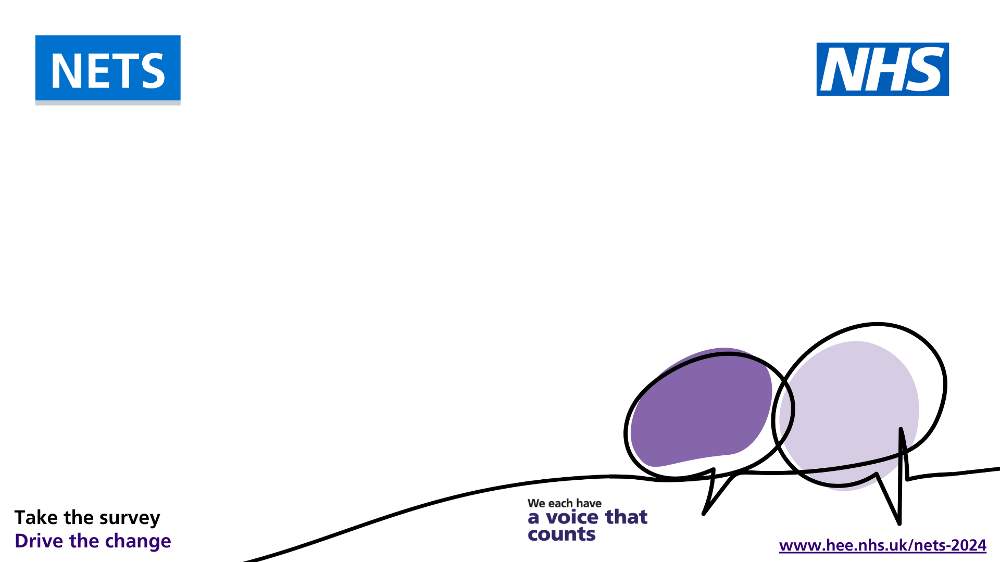 NETS
NHS
We each have
a voice that
counts
Take the survey
Drive the change
www.hee.nhs.uk/nets-2024